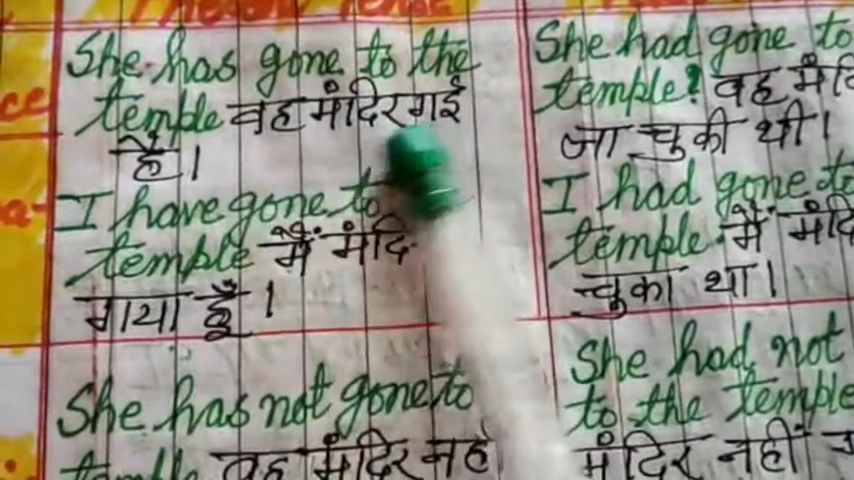 She has gone to the
temple वह मंदिर गई
है।
I have gone to
temple मैं मंदि
गया हूँ।
She has not gone to
temple वह मंदिर नह
She had gone to
temple? वह मंदि
जा चुकी थी।
I had gone to
temple. मैं मंदि
चुका था।
She had not
to the temple
मंदिर नहीं